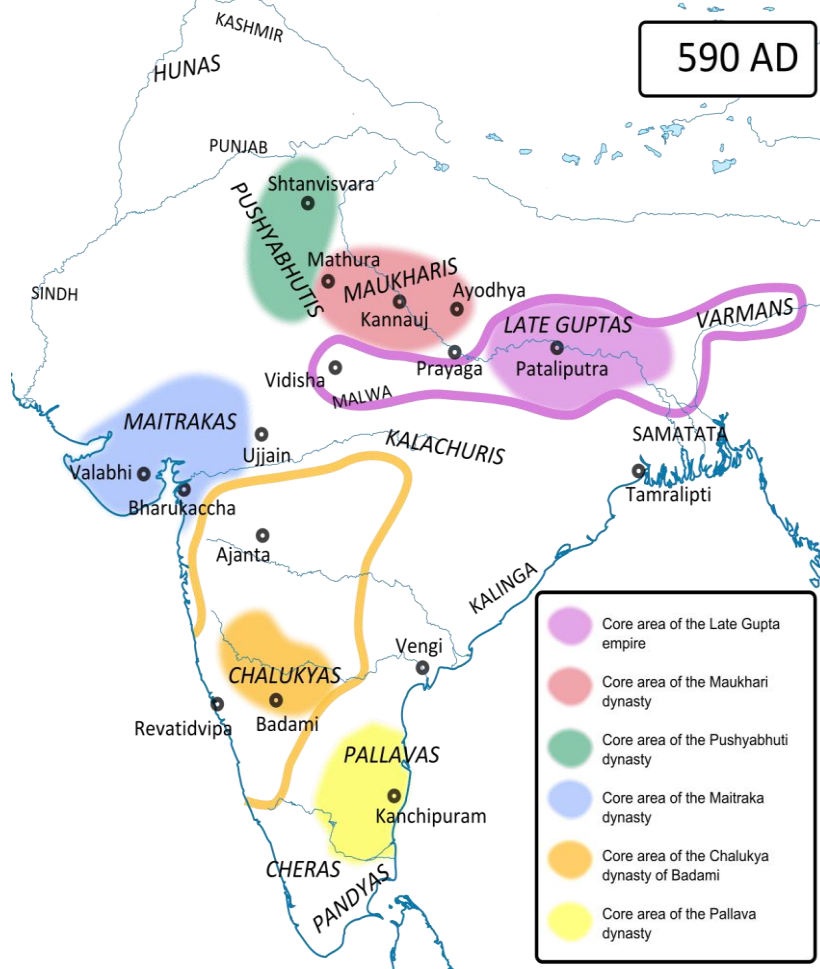 KASHMIR
590 AD
HUNAS
PUNJAB
Shtanvisvara
PUSHYABHUTIS
Mathura
MAUKHARIS
SINDH
Ayodhya
Kannauj
VARMANS
LATE GUPTAS
Prayaga
Pataliputra
Vidisha
MALWA
MAITRAKAS
SAMATATA
KALACHURIS
Ujjain
Valabhi
Bharukaccha
Tamralipti
Ajanta
KALINGA
Vengi
CHALUKYAS
Badami
Revatidvipa
PALLAVAS
Kanchipuram
CHERAS
PANDYAS
Core area of the Late Gupta
empire
Core area of the Maukhari
dynasty
Core area of the Pushyabhuti
dynasty
Core area of the Maitraka
dynasty
Core area of the Chalukya
dynasty of Badami
Core area of the Pallava
dynasty